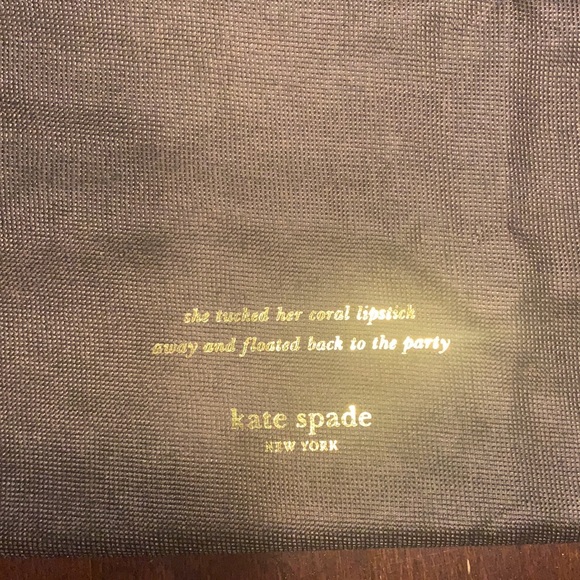 she tucked her coral lipstick
away and floated back to the party
kate spade
NEW YORK